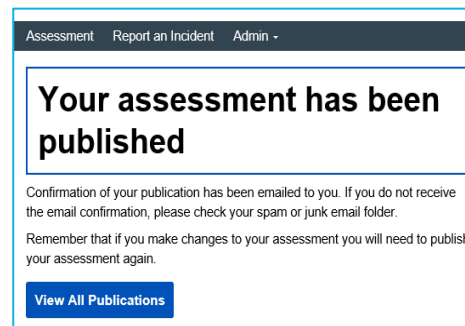 Assessment Report an Incident Admin
Your assessment has been
published
Confirmation of your publication has been emailed to you. If you do not receive
the email confirmation, please check your spam or junk email folder.
Remember that if you make changes to your assessment you will need to publish
your assessment again.
View All Publications